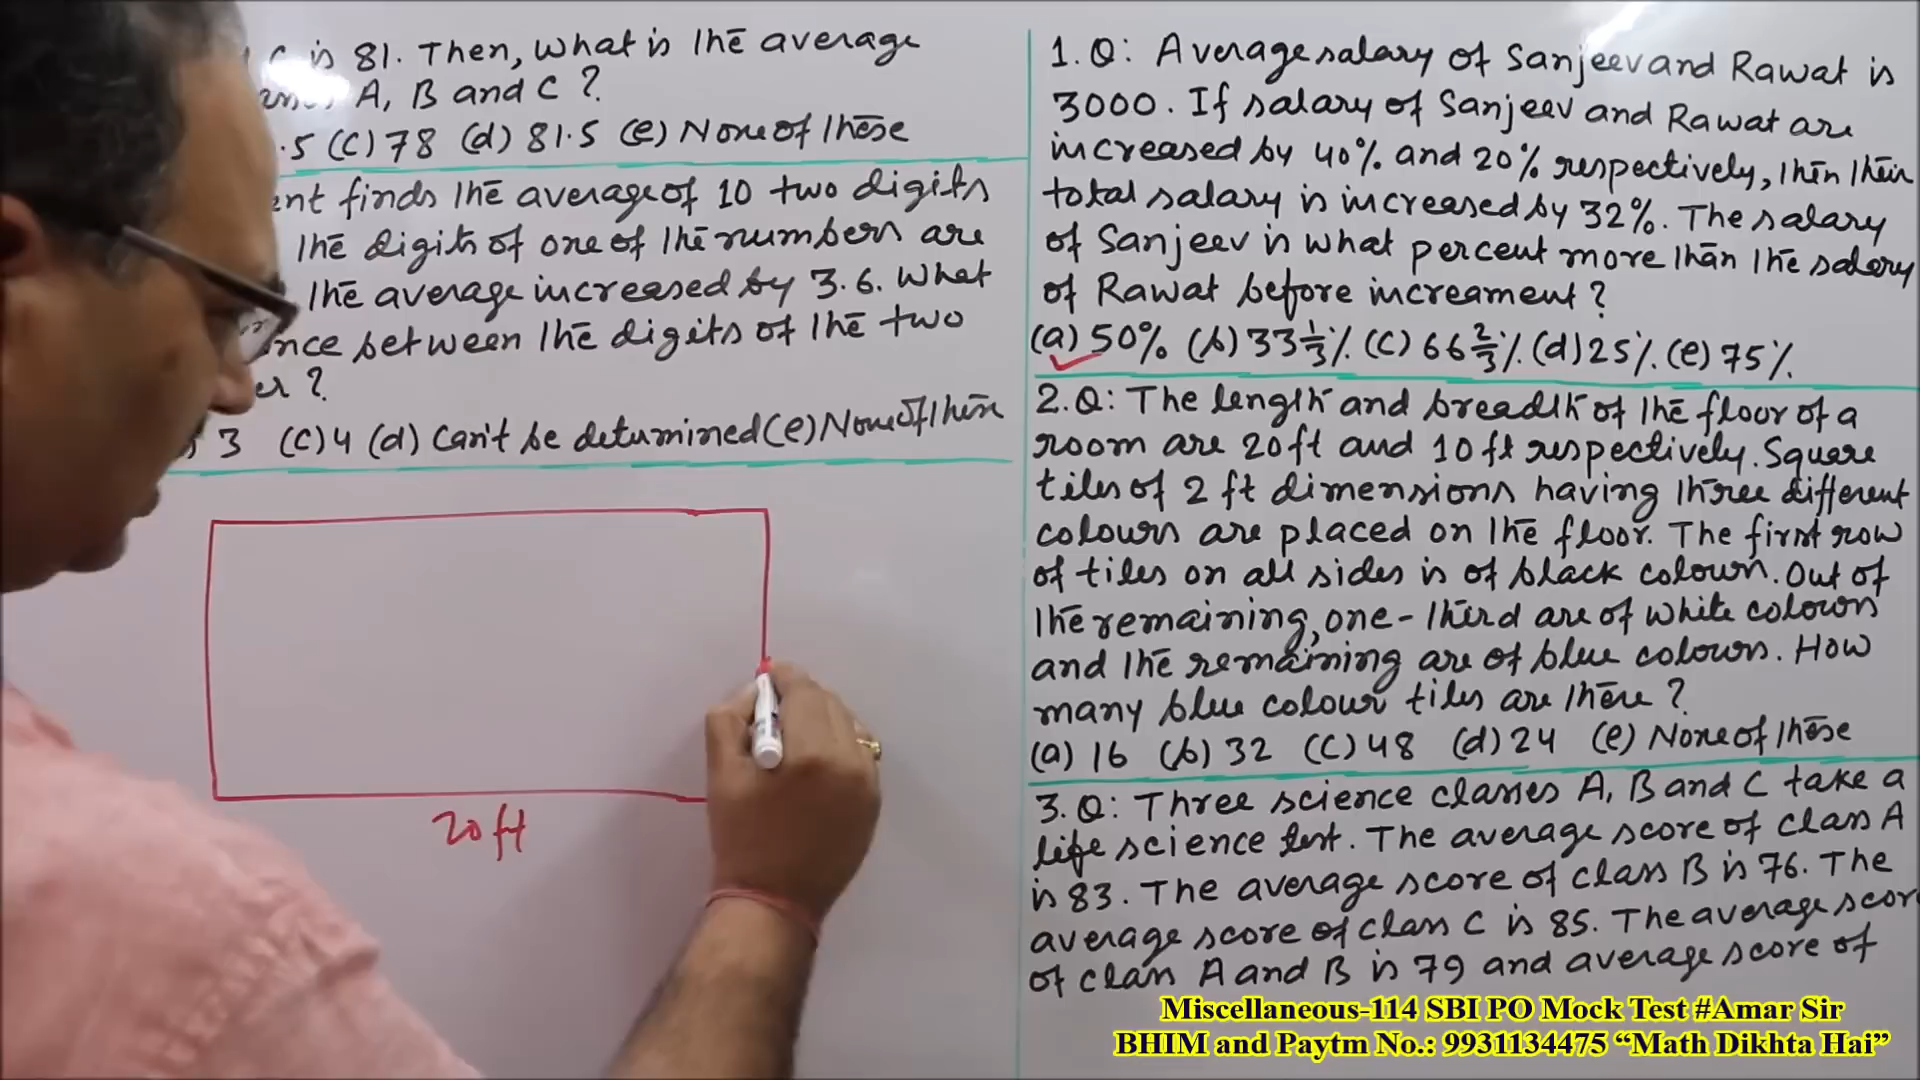 C is 81. Then, what is the average
A, B and C ?
.5 (C) 78 (d) 81.5 (e) None of these
ent finds the average of 10 two digits
the digits of one of the numbers are
the average increased by 3.6. What
nce between the digits of the two
er ?
3 (C) 4 (d) Can't be determined (e) None of these
20 ft
1. Q: Average salary of Sanjeev and Rawat is
3000. If salary of Sanjeev and Rawat are
increased by 40% and 20% respectively, then their
total salary is increased by 32%. The salary
of Sanjeev is what percent more than the salary
of Rawat before increament ?
(a) 50% (b) 33 1/3 % (C) 66 2/3 % (d) 25% (e) 75%
2. Q: The length and breadth of the floor of a
room are 20ft and 10 ft respectively. Square
tiles of 2 ft dimensions having three different
colours are placed on the floor. The first row
of tiles on all sides is of black colour. Out of
the remaining, one-third are of white colours
and the remaining are of blue colours. How
many blue colour tiles are there ?
(a) 16 (b) 32 (C) 48 (d) 24 (e) None of these
3. Q: Three science classes A, B and C take a
life science test. The average score of class A
is 83. The average score of class B is 76. The
average score of class C is 85. The average scor
of class A and B is 79 and average score of
Miscellaneous-114 SBI PO Mock Test #Amar Sir
BHIM and Paytm No.: 9931134475 “Math Dikhta Hai”